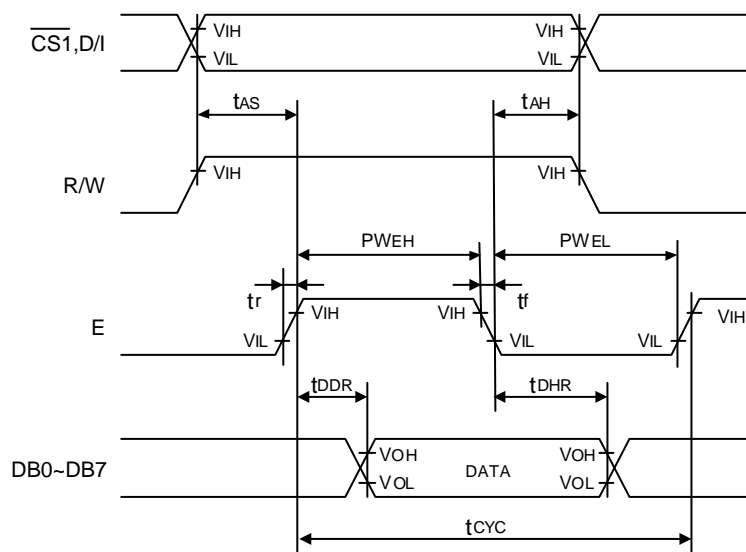 CS1,D/I
VIH
VIH
VIL
VIL
tAS
tAH
R/W
VIH
VIH
PWEH
PWEL
tr
tf
E
VIH
VIH
VIH
VIL
VIL
VIL
tDDR
tDHR
DB0~DB7
VOH
VOH
DATA
VOL
VOL
tCYC